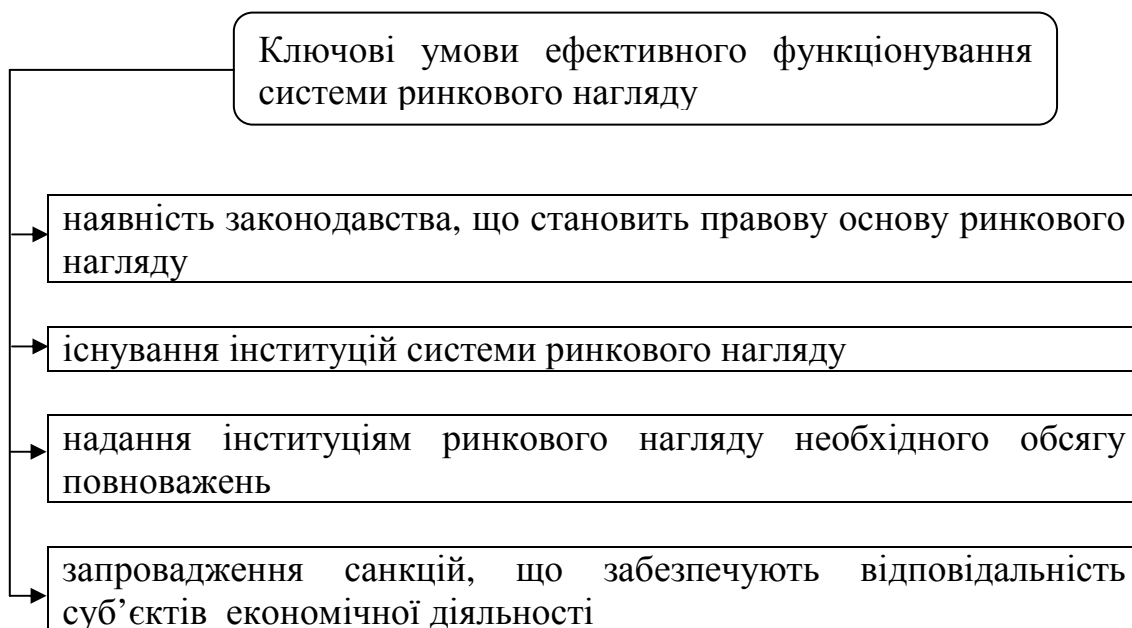 Ключові умови ефективного функціонування
системи ринкового нагляду
наявність законодавства, що становить правову основу ринкового
нагляду
існування інституцій системи ринкового нагляду
надання інституціям ринкового нагляду необхідного обсягу
повноважень
запровадження санкцій, що забезпечують відповідальність
суб’єктів економічної діяльності